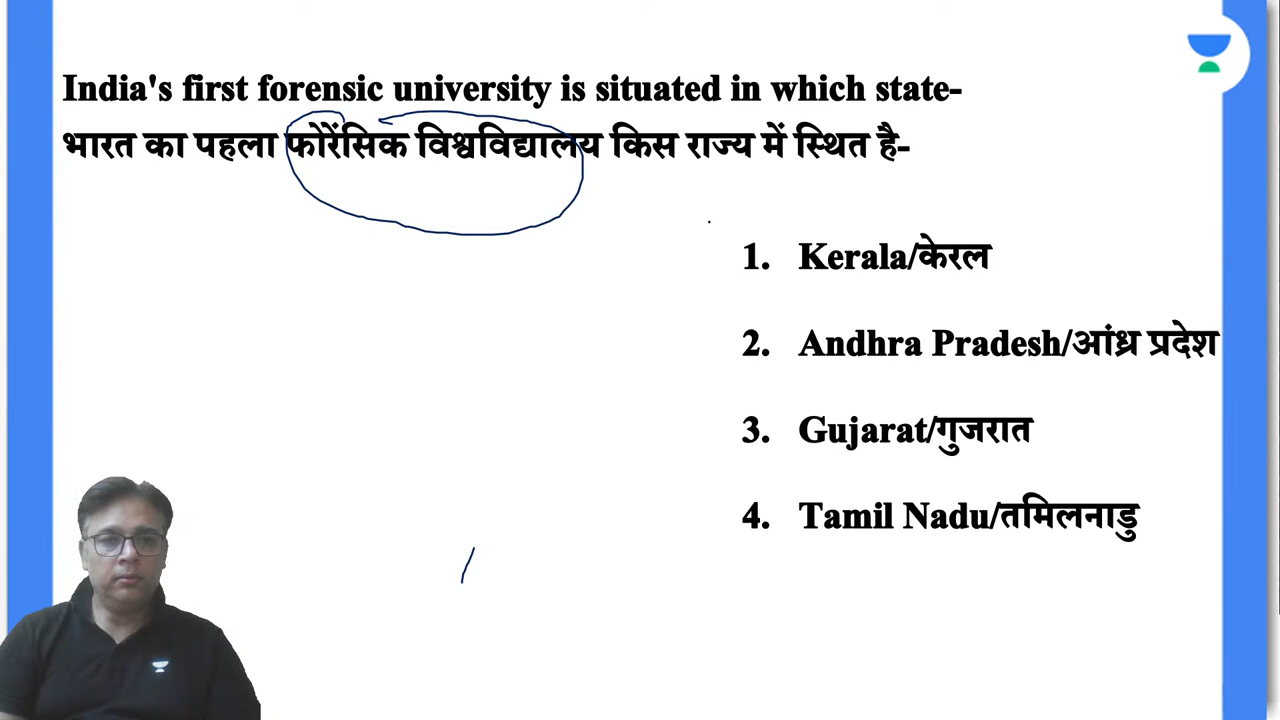 India's first forensic university is situated in which state-
भारत का पहला फोरेंसिक विश्वविद्यालय किस राज्य में स्थित है-
1. Kerala/केरल
2. Andhra Pradesh/आंध्र प्रदेश
3. Gujarat/गुजरात
4. Tamil Nadu/तमिलनाडु